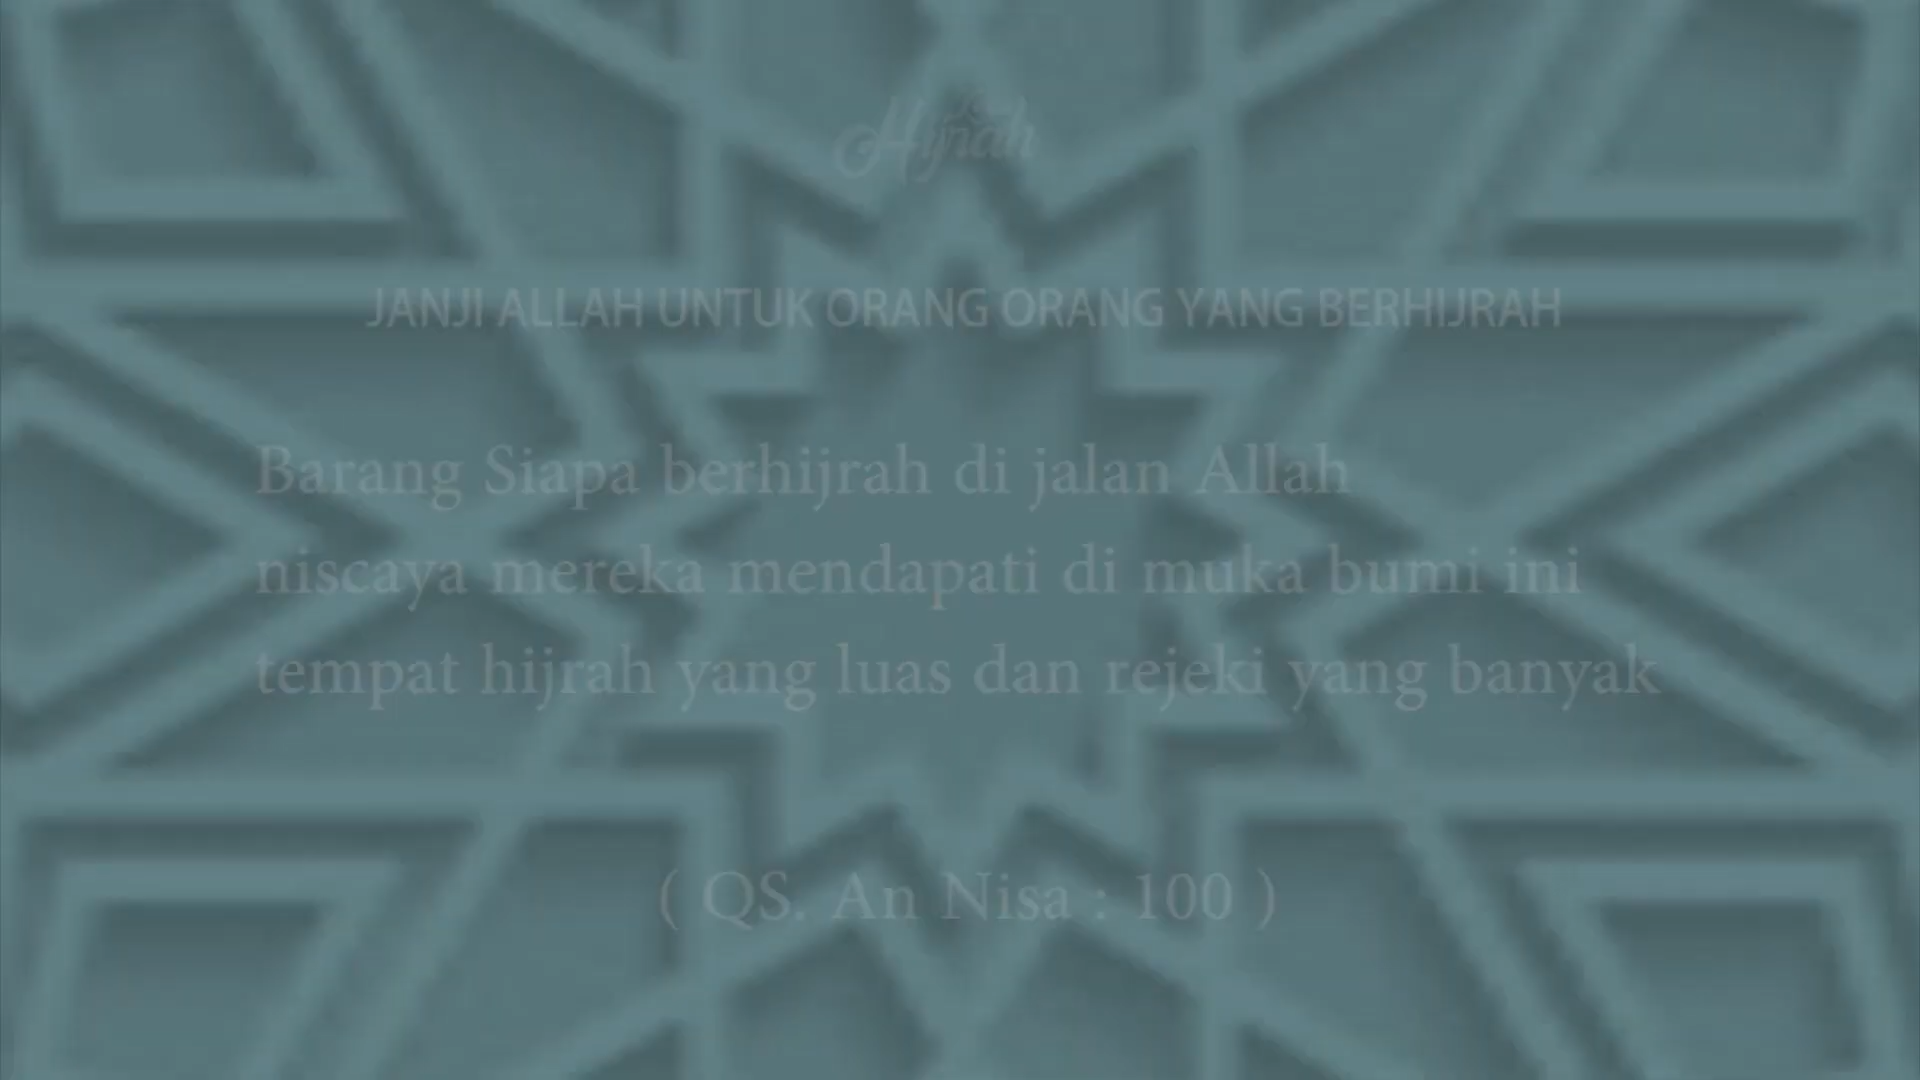 Hijrah
JANJI ALLAH UNTUK ORANG ORANG YANG BERHIJRAH
Barang Siapa berhijrah di jalan Allah
niscaya mereka mendapati di muka bumi ini
tempat hijrah yang luas dan rejeki yang banyak
( QS. An Nisa : 100 )